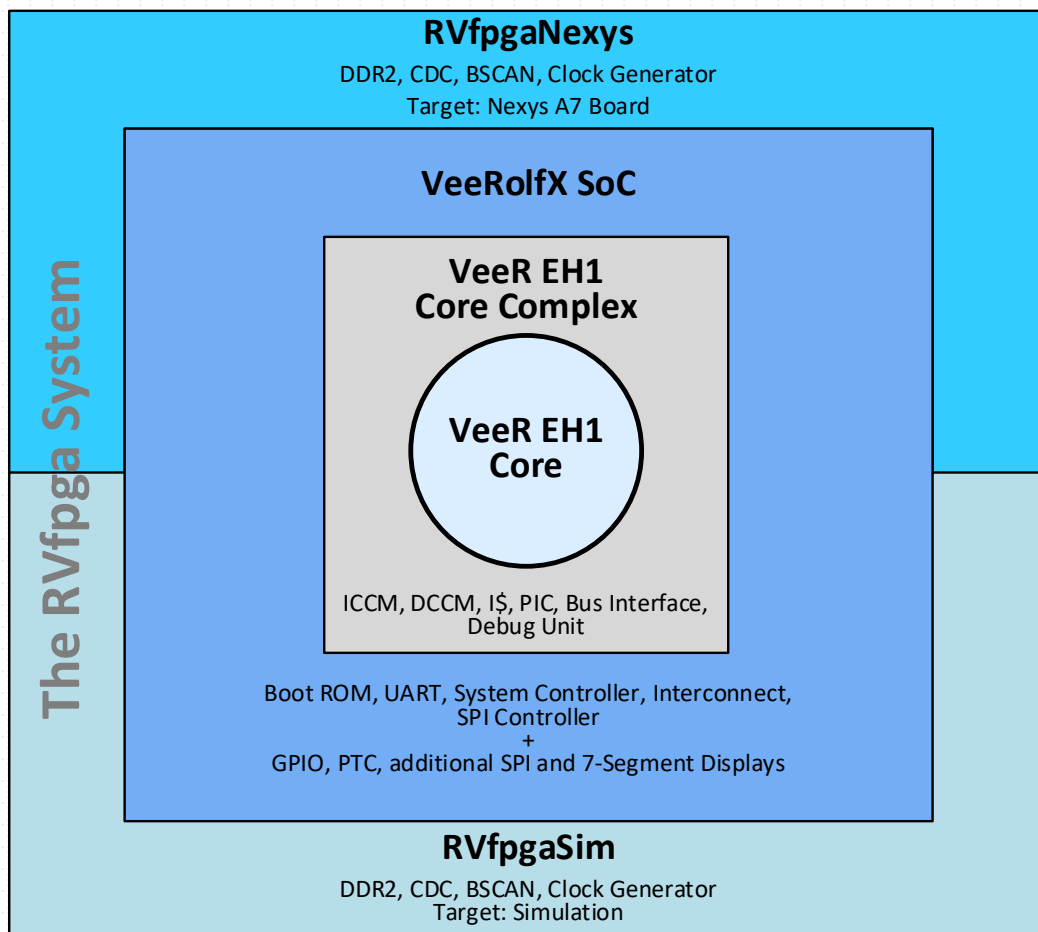 RVfpgaNexys
DDR2, CDC, BSCAN, Clock Generator
Target: Nexys A7 Board
VeeRolfX SoC
VeeR EH1
Core Complex
VeeR EH1
Core
ICCM, DCCM, I$, PIC, Bus Interface,
Debug Unit
Boot ROM, UART, System Controller, Interconnect,
SPI Controller
+
GPIO, PTC, additional SPI and 7-Segment Displays
RVfpgaSim
DDR2, CDC, BSCAN, Clock Generator
Target: Simulation
The RVfpga System